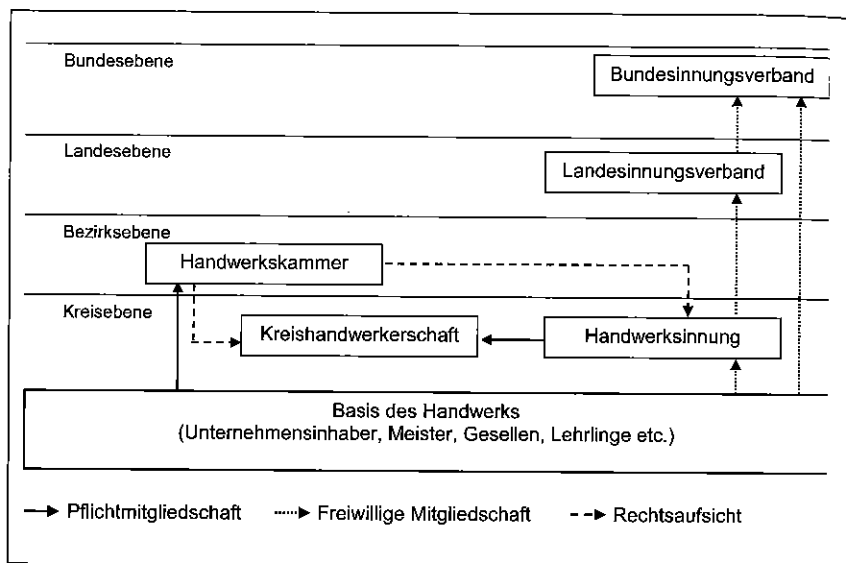 Bundesebene
Bundesinnungsverband
Landesebene
Landesinnungsverband
Bezirksebene
Handwerkskammer
Kreisebene
Kreishandwerkerschaft
Handwerksinnung
Basis des Handwerks
(Unternehmensinhaber, Meister, Gesellen, Lehrlinge etc.)
Pflichtmitgliedschaft
Freiwillige Mitgliedschaft
Rechtsaufsicht